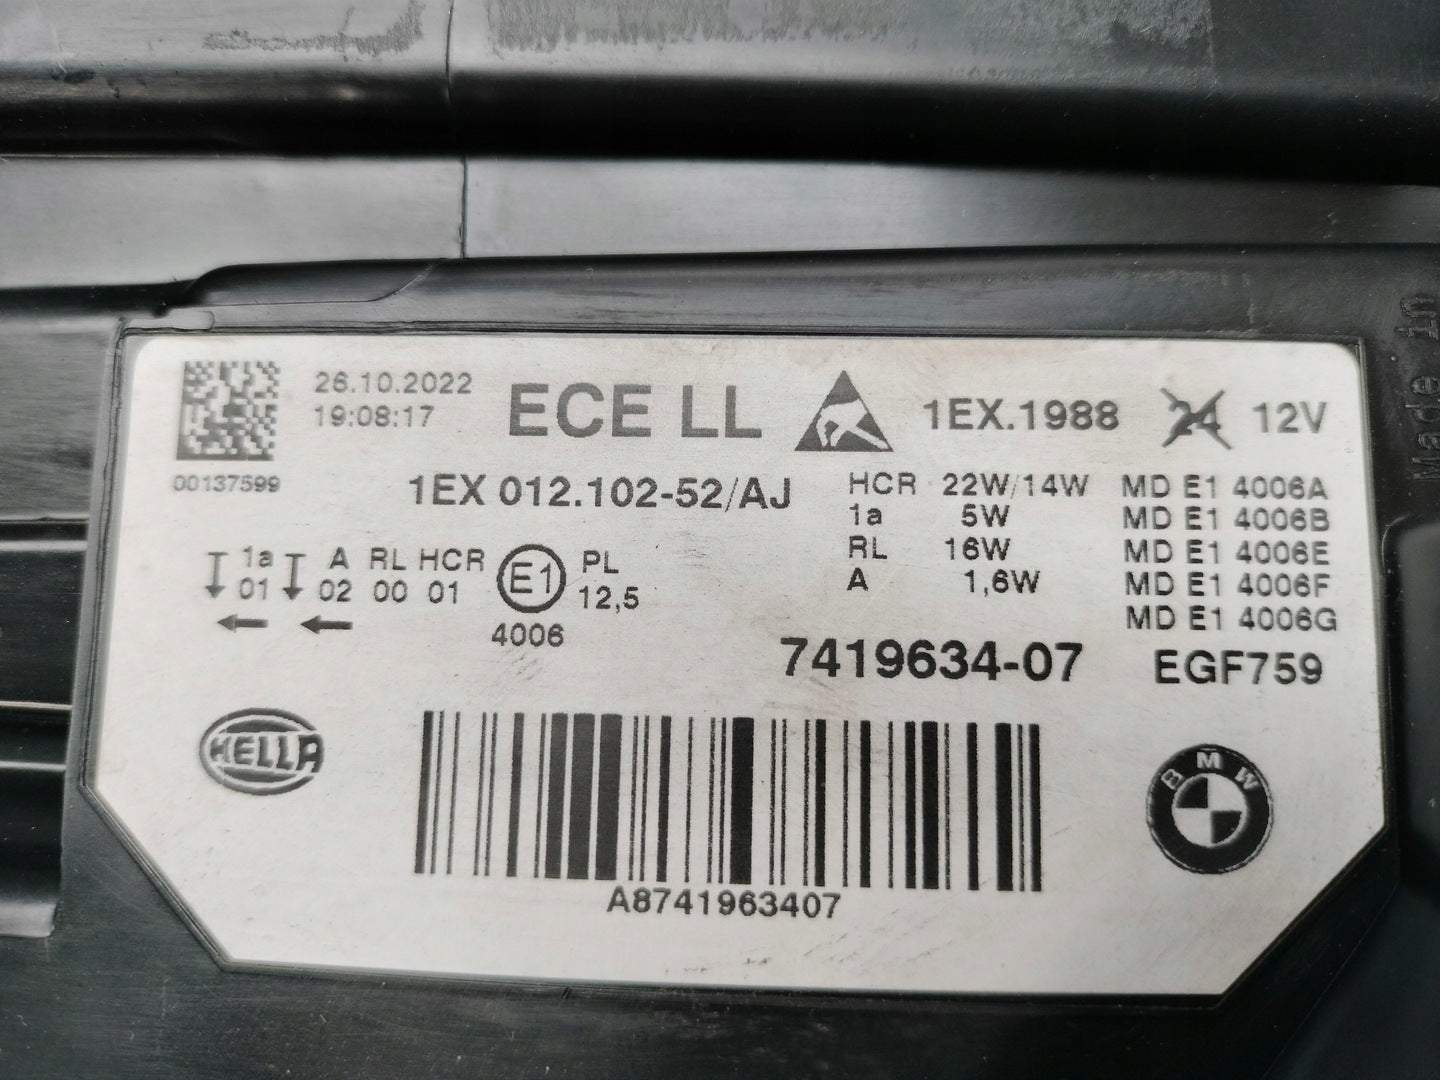 26.10.2022
19:08:17
00137599
ECE LL
1EX.1988
24 12V
1EX 012.102-52/AJ
HCR 22W/14W MD E1 4006A
1a 5W MD E1 4006B
RL 16W MD E1 4006E
A 1,6W MD E1 4006F
MD E1 4006G
1a A RL HCR E1 PL
01 02 00 01 12,5
4006
7419634-07 EGF759
HELLA
BMW
A8741963407
Made in